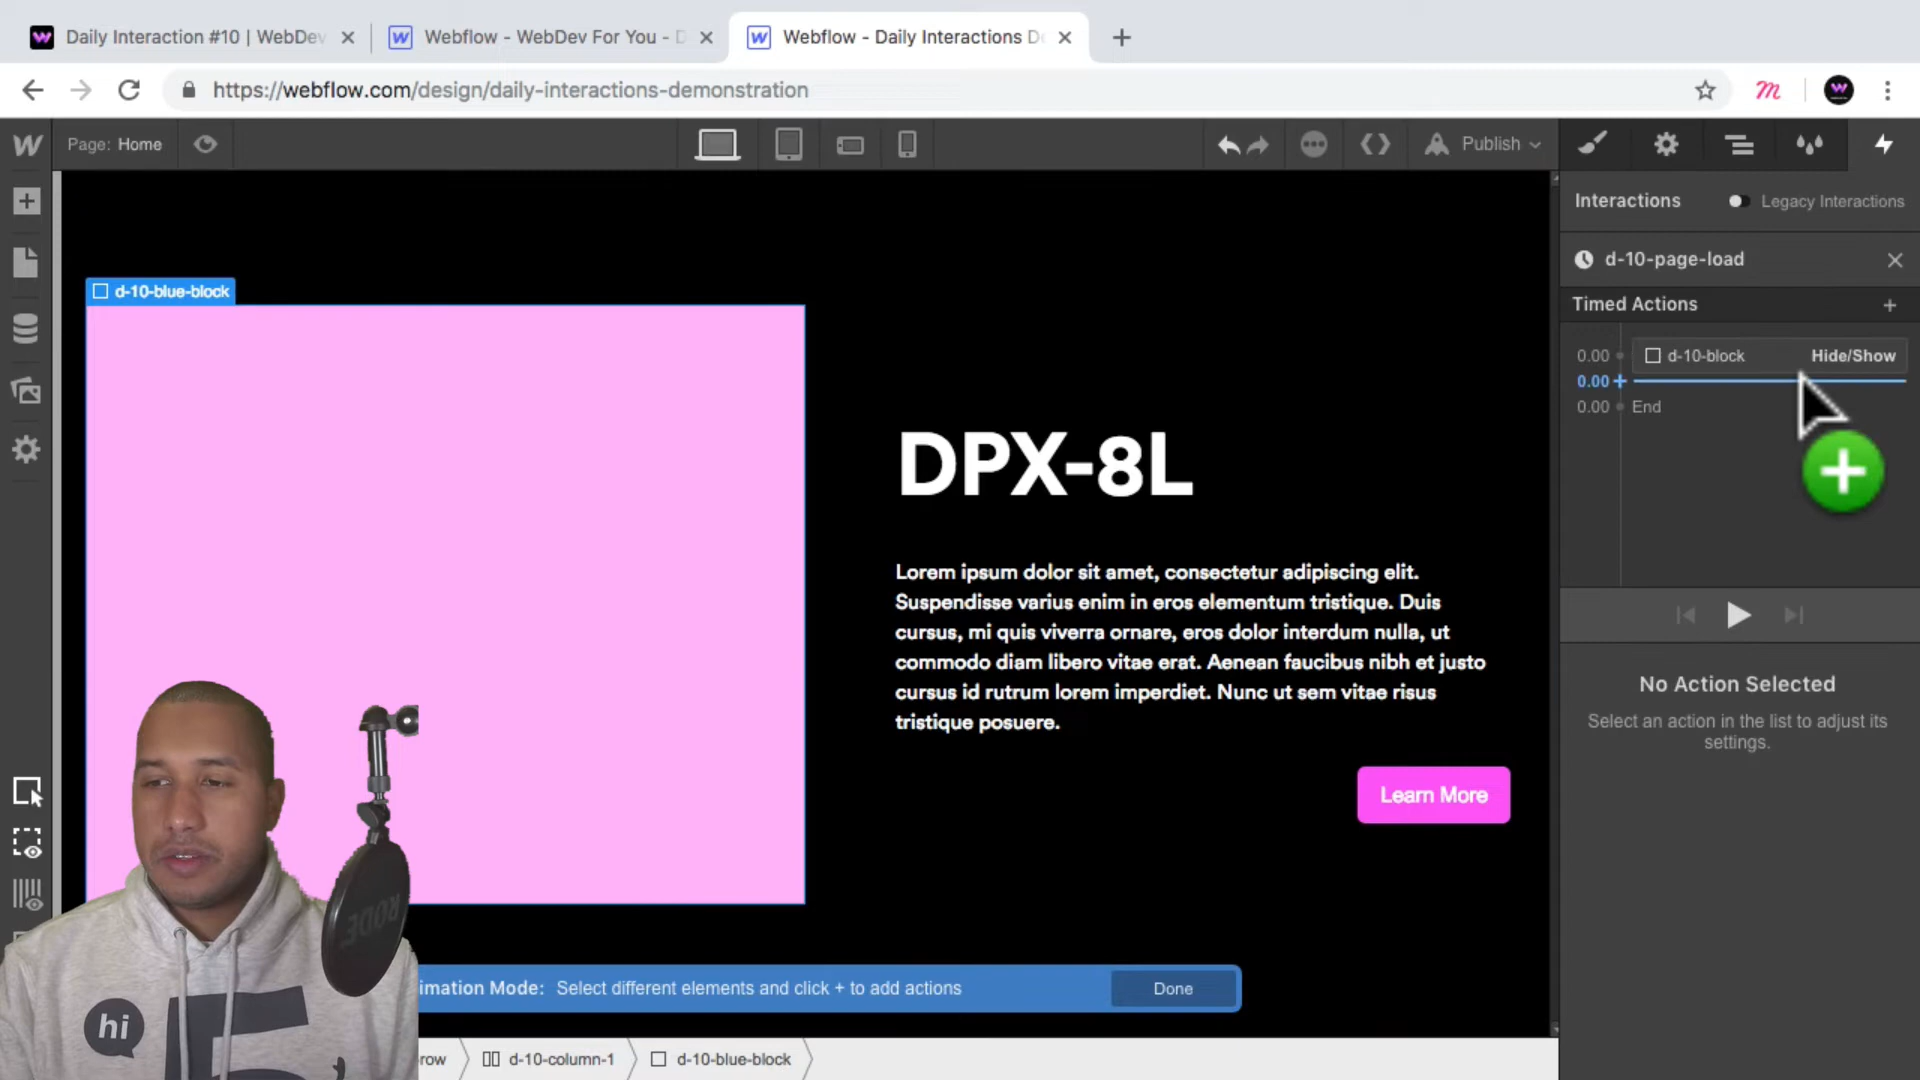 Daily Interaction #10 | WebDev
Webflow - WebDev For You - D
Webflow - Daily Interactions De
https://webflow.com/design/daily-interactions-demonstration
Page: Home
Publish
Interactions
Legacy Interactions
d-10-page-load
Timed Actions
0.00 d-10-block Hide/Show
0.00
0.00 End
d-10-blue-block
DPX-8L
Lorem ipsum dolor sit amet, consectetur adipiscing elit.
Suspendisse varius enim in eros elementum tristique. Duis
cursus, mi quis viverra ornare, eros dolor interdum nulla, ut
commodo diam libero vitae erat. Aenean faucibus nibh et justo
cursus id rutrum lorem imperdiet. Nunc ut sem vitae risus
tristique posuere.
Learn More
No Action Selected
Select an action in the list to adjust its
settings.
RODE
hi
imation Mode: Select different elements and click + to add actions
Done
row
d-10-column-1
d-10-blue-block